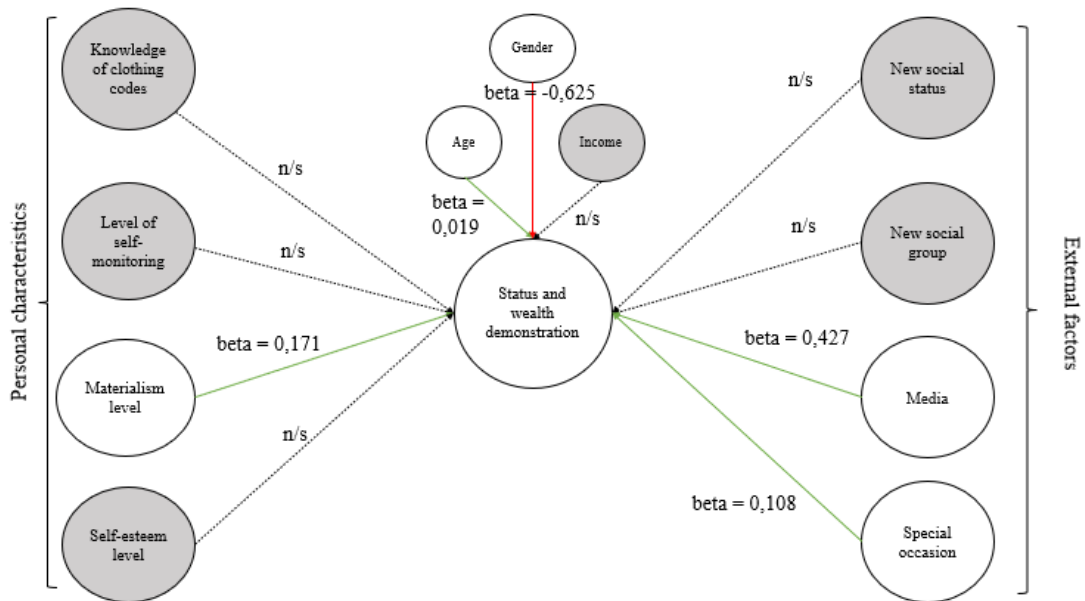 Personal characteristics
Knowledge
of clothing
codes
n/s
Level of
self-
monitoring
n/s
Materialism
level
beta = 0,171
Self-esteem
level
n/s
Gender
beta = -0,625
Age
beta =
0,019
Income
n/s
Status and
wealth
demonstration
New social
status
n/s
New social
group
n/s
Media
beta = 0,427
Special
occasion
beta = 0,108
External factors